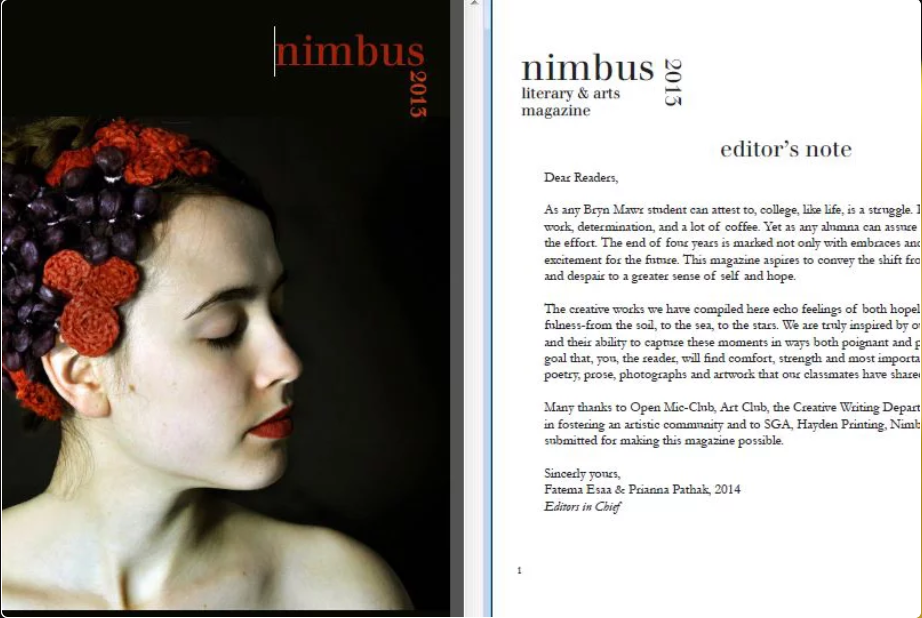 nimbus
2013
nimbus
2013
literary & arts
magazine
editor's note
Dear Readers,
As any Bryn Mawr student can attest to, college, like life, is a struggle.
work, determination, and a lot of coffee. Yet as any alumna can assure
the effort. The end of four years is marked not only with embraces and
excitement for the future. This magazine aspires to convey the shift fro
and despair to a greater sense of self and hope.
The creative works we have compiled here echo feelings of both hopel
fulness-from the soil, to the sea, to the stars. We are truly inspired by o
and their ability to capture these moments in ways both poignant and p
goal that, you, the reader, will find comfort, strength and most importa
poetry, prose, photographs and artwork that our classmates have share
Many thanks to Open Mic-Club, Art Club, the Creative Writing Depart
in fostering an artistic community and to SGA, Hayden Printing, Nimb
submitted for making this magazine possible.
Sincerly yours,
Fatema Esaa & Prianna Pathak, 2014
Editors in Chief
1